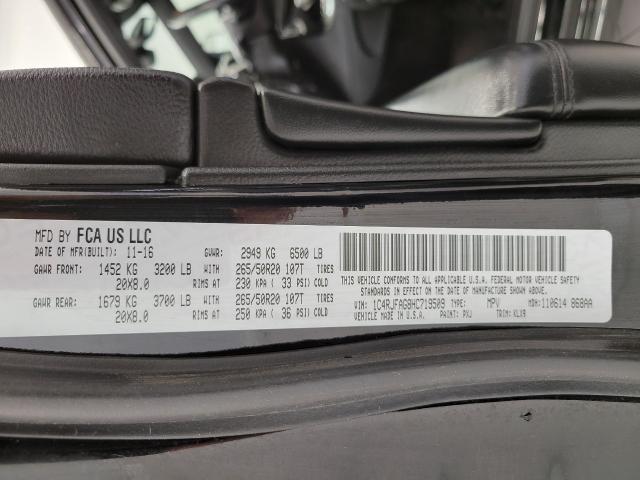 MFD BY FCA US LLC
DATE OF MFR(BUILT): 11-16 GVWR: 2949 KG 6500 LB
GAWR FRONT: 1452 KG 3200 LB WITH 265/50R20 107T TIRES
20X8.0 RIMS AT 230 KPA ( 33 PSI) COLD
GAWR REAR: 1679 KG 3700 LB WITH 265/50R20 107T TIRES
20X8.0 RIMS AT 250 KPA ( 36 PSI) COLD
THIS VEHICLE CONFORMS TO ALL APPLICABLE U.S.A. FEDERAL MOTOR VEHICLE SAFETY
STANDARDS IN EFFECT ON THE DATE OF MANUFACTURE SHOWN ABOVE.
VIN: 1C4RJFAG9HC719509 TYPE: MPV MDH: 110614 868AA
VEHICLE MADE IN U.S.A. PAINT: PXJ TRIM: KLX9